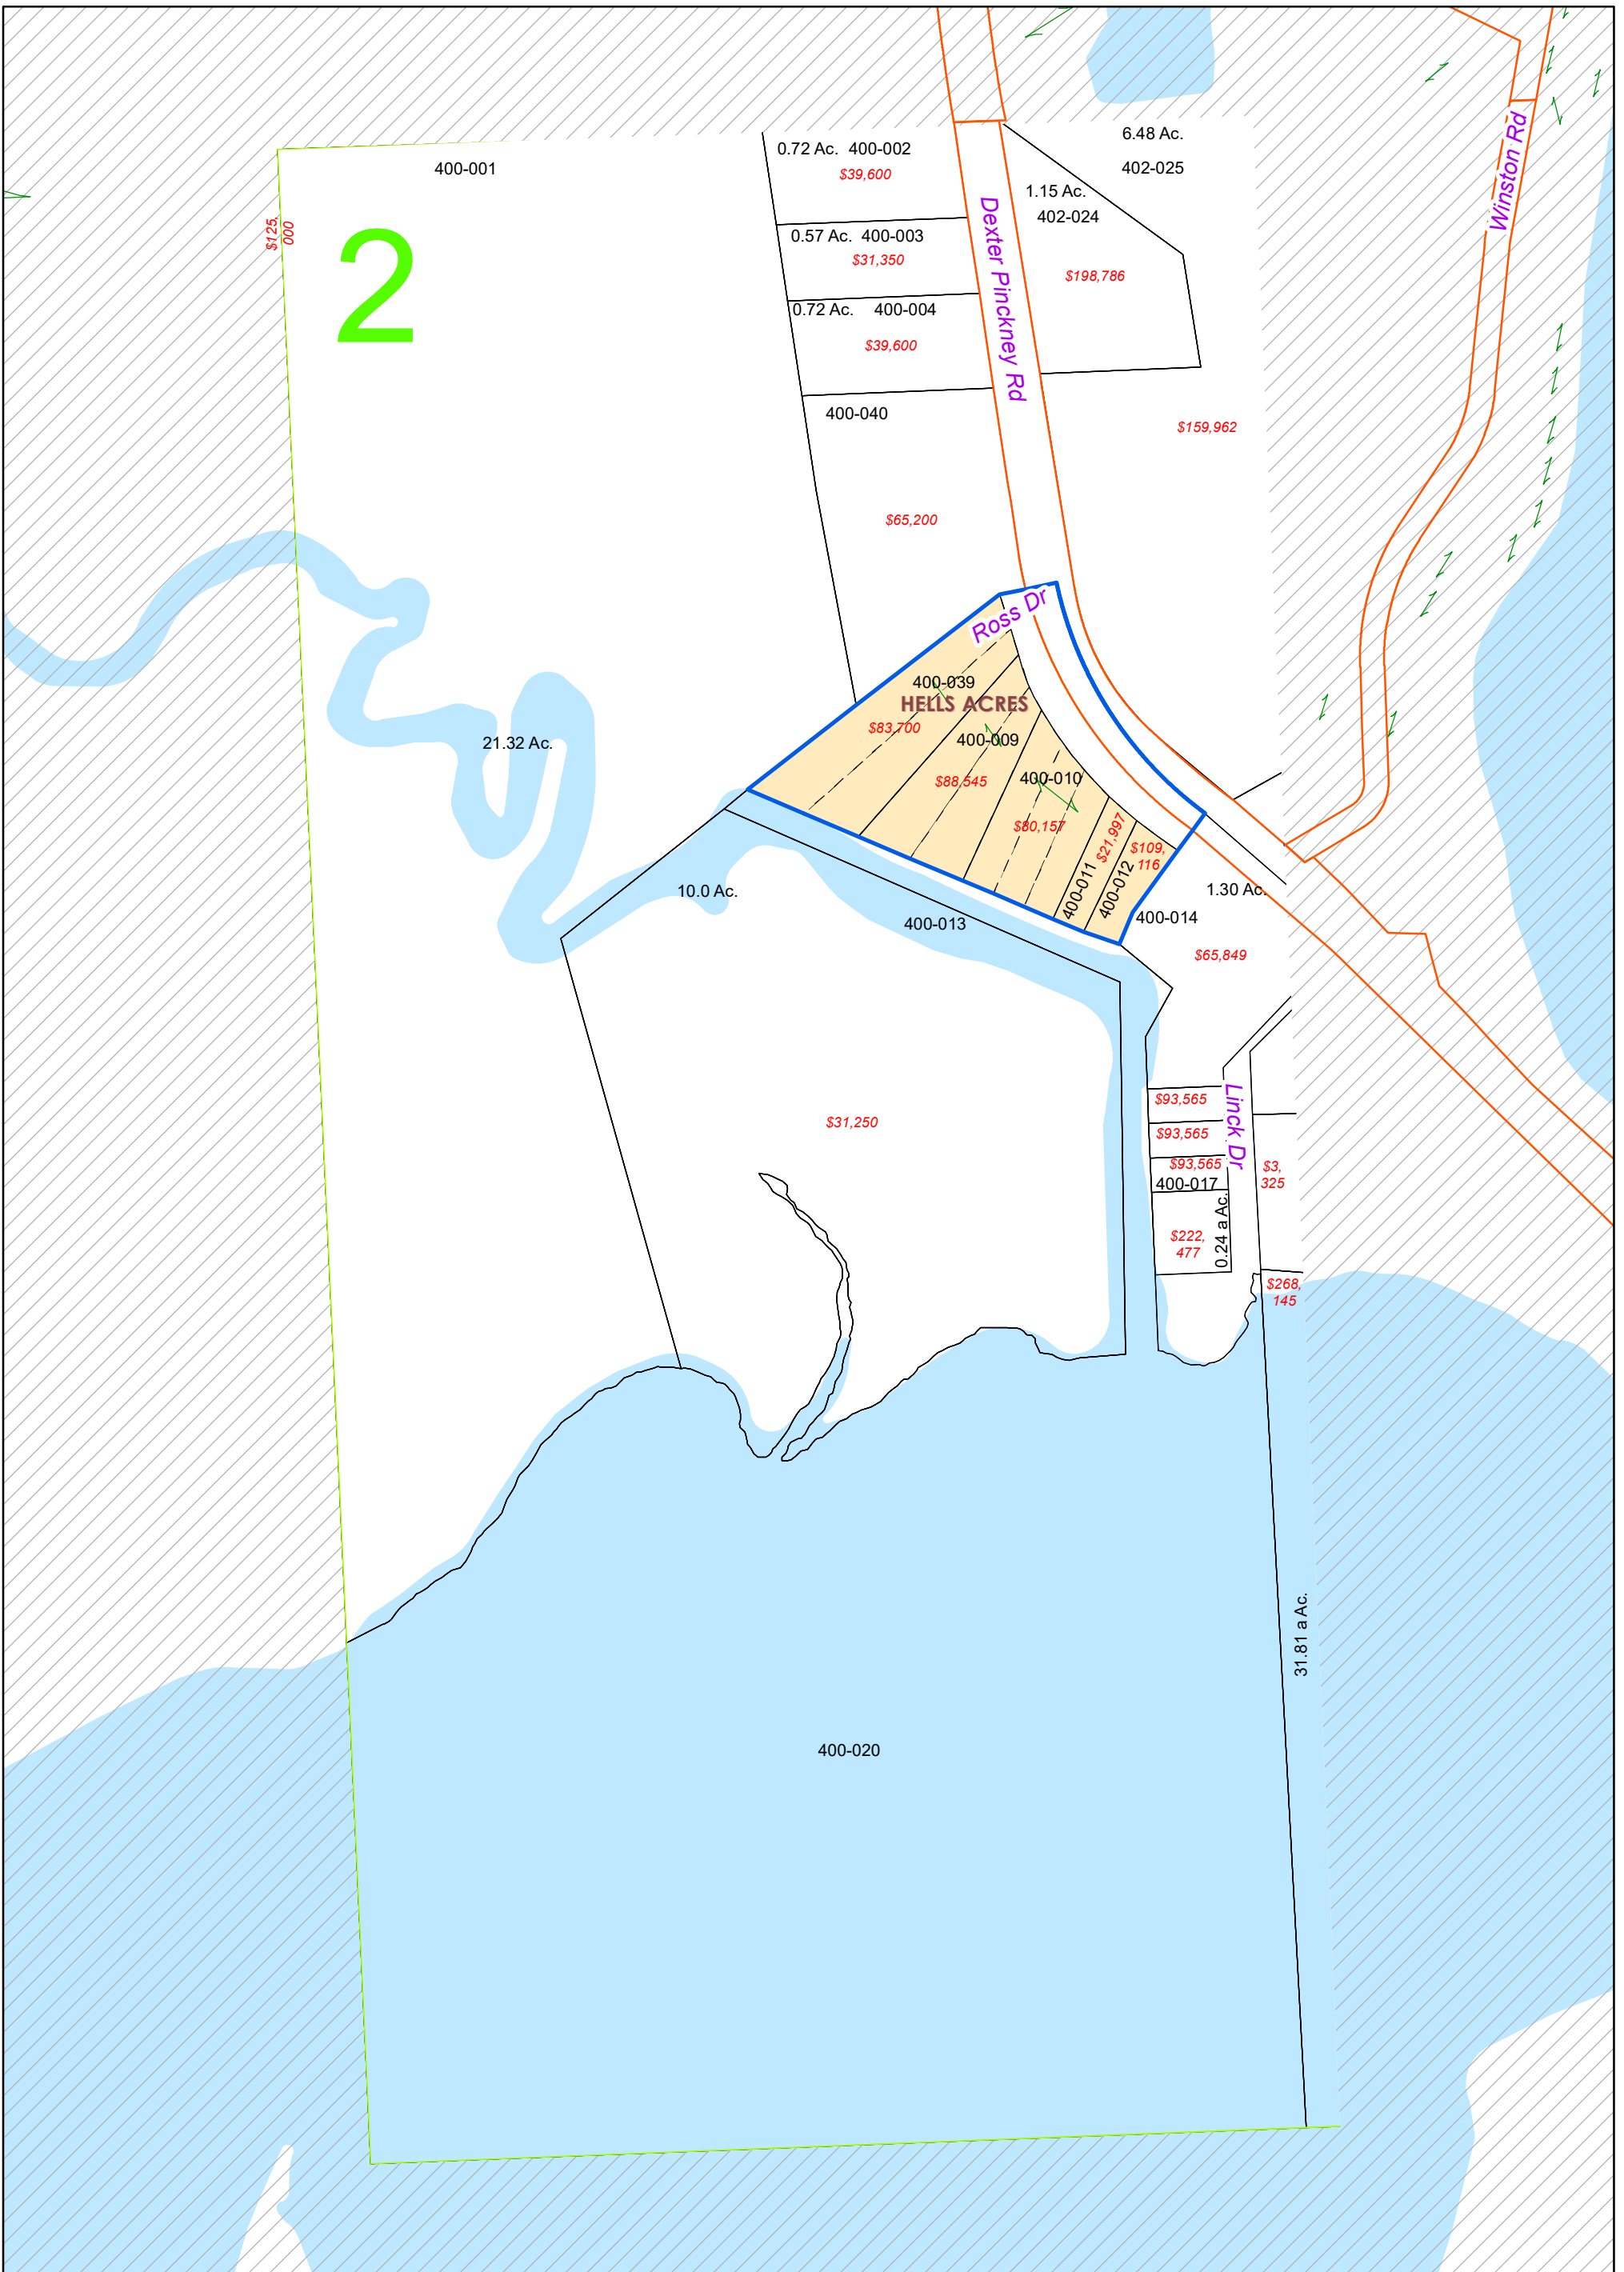 6.48 Ac.
0.72 Ac. 400-002
400-001
402-025
$39,600
1.15 Ac.
402-024
Winston Rd
$125,
000
2
0.57 Ac. 400-003
$31,350
Dexter Pinckney Rd
$198,786
0.72 Ac. 400-004
$39,600
400-040
$159,962
$65,200
Ross Dr
400-039
HELLS ACRES
$83,700
400-009
21.32 Ac.
400-010
$88,545
$80,157
$21,997
$109,
116
400-011
400-012
10.0 Ac.
1.30 Ac.
400-013
400-014
$65,849
$93,565
Linck Dr
$31,250
$93,565
$93,565
$3,
325
400-017
0.24 a Ac.
$222,
477
$268,
145
31.81 a Ac.
400-020